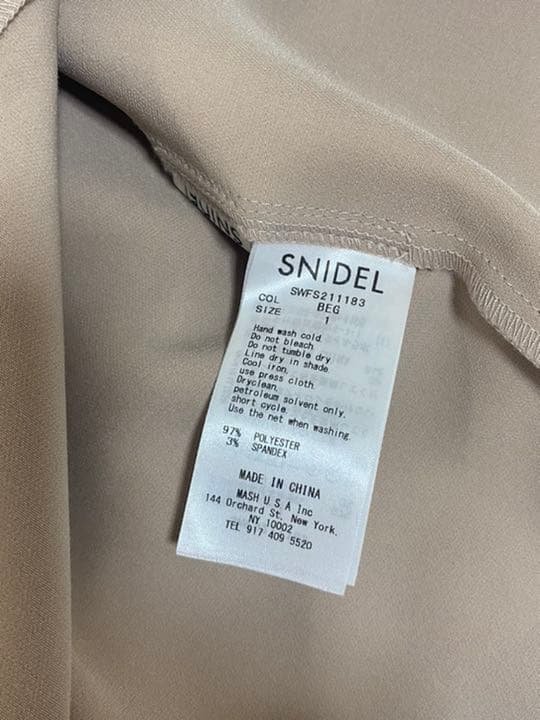 SNIDEL
SWFS211183
COL BEG
SIZE 1
Hand wash cold
Do not bleach
Do not tumble dry
Line dry in shade
Cool iron,
use press cloth
Dryclean,
petroleum solvent only,
short cycle.
Use the net when washing.
97% POLYESTER
3% SPANDEX
MADE IN CHINA
MASH U S A Inc
144 Orchard St. New York.
NY 10002
TEL 917 409 5520